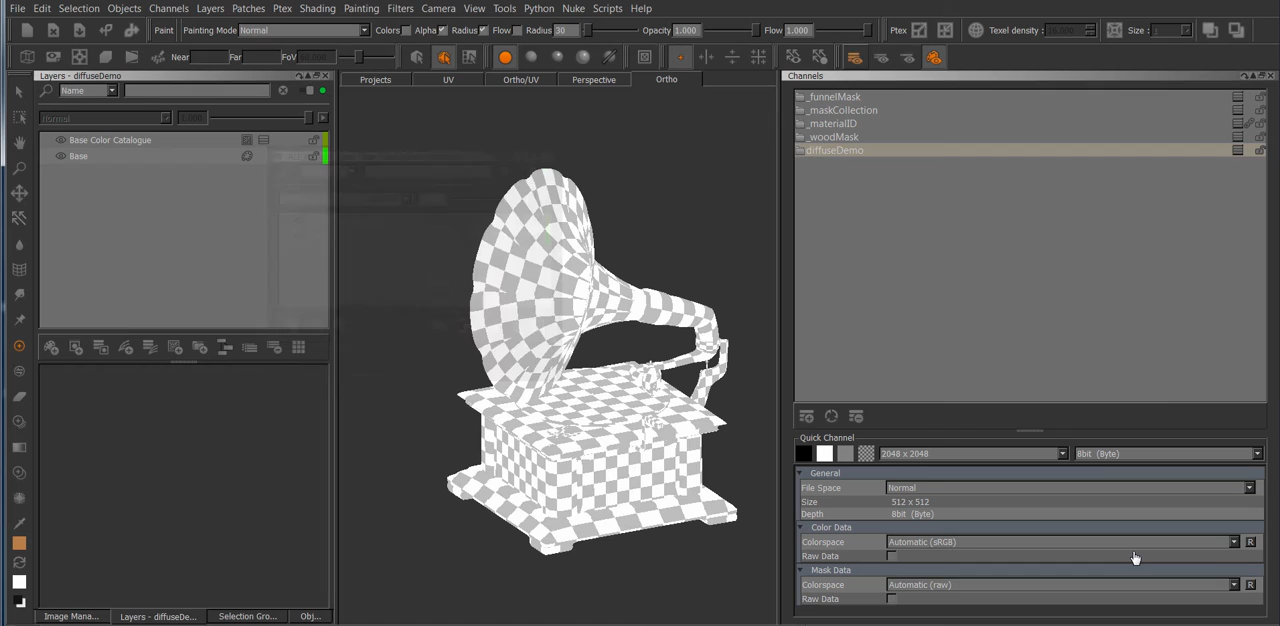 File Edit Selection Objects Channels Layers Patches Ptex Shading Painting Filters Camera View Tools Python Nuke Scripts Help
Paint Painting Mode Normal Colors Alpha Radius Flow Radius 30 Opacity 1.000 Flow 1.000 Ptex Texel density: Size :
Near Far FoV
Layers - diffuseDemo
Name
Normal
Base Color Catalogue
Base
Image Mana... Layers - diffuseDe... Selection Gro... Obj...
Projects UV Ortho/UV Perspective Ortho
Channels
_funnelMask
_maskCollection
_materialID
_woodMask
diffuseDemo
Quick Channel
2048 x 2048 8bit (Byte)
General
File Space Normal
Size 512 x 512
Depth 8bit (Byte)
Color Data
Colorspace Automatic (sRGB) R
Raw Data
Mask Data
Colorspace Automatic (raw) R
Raw Data